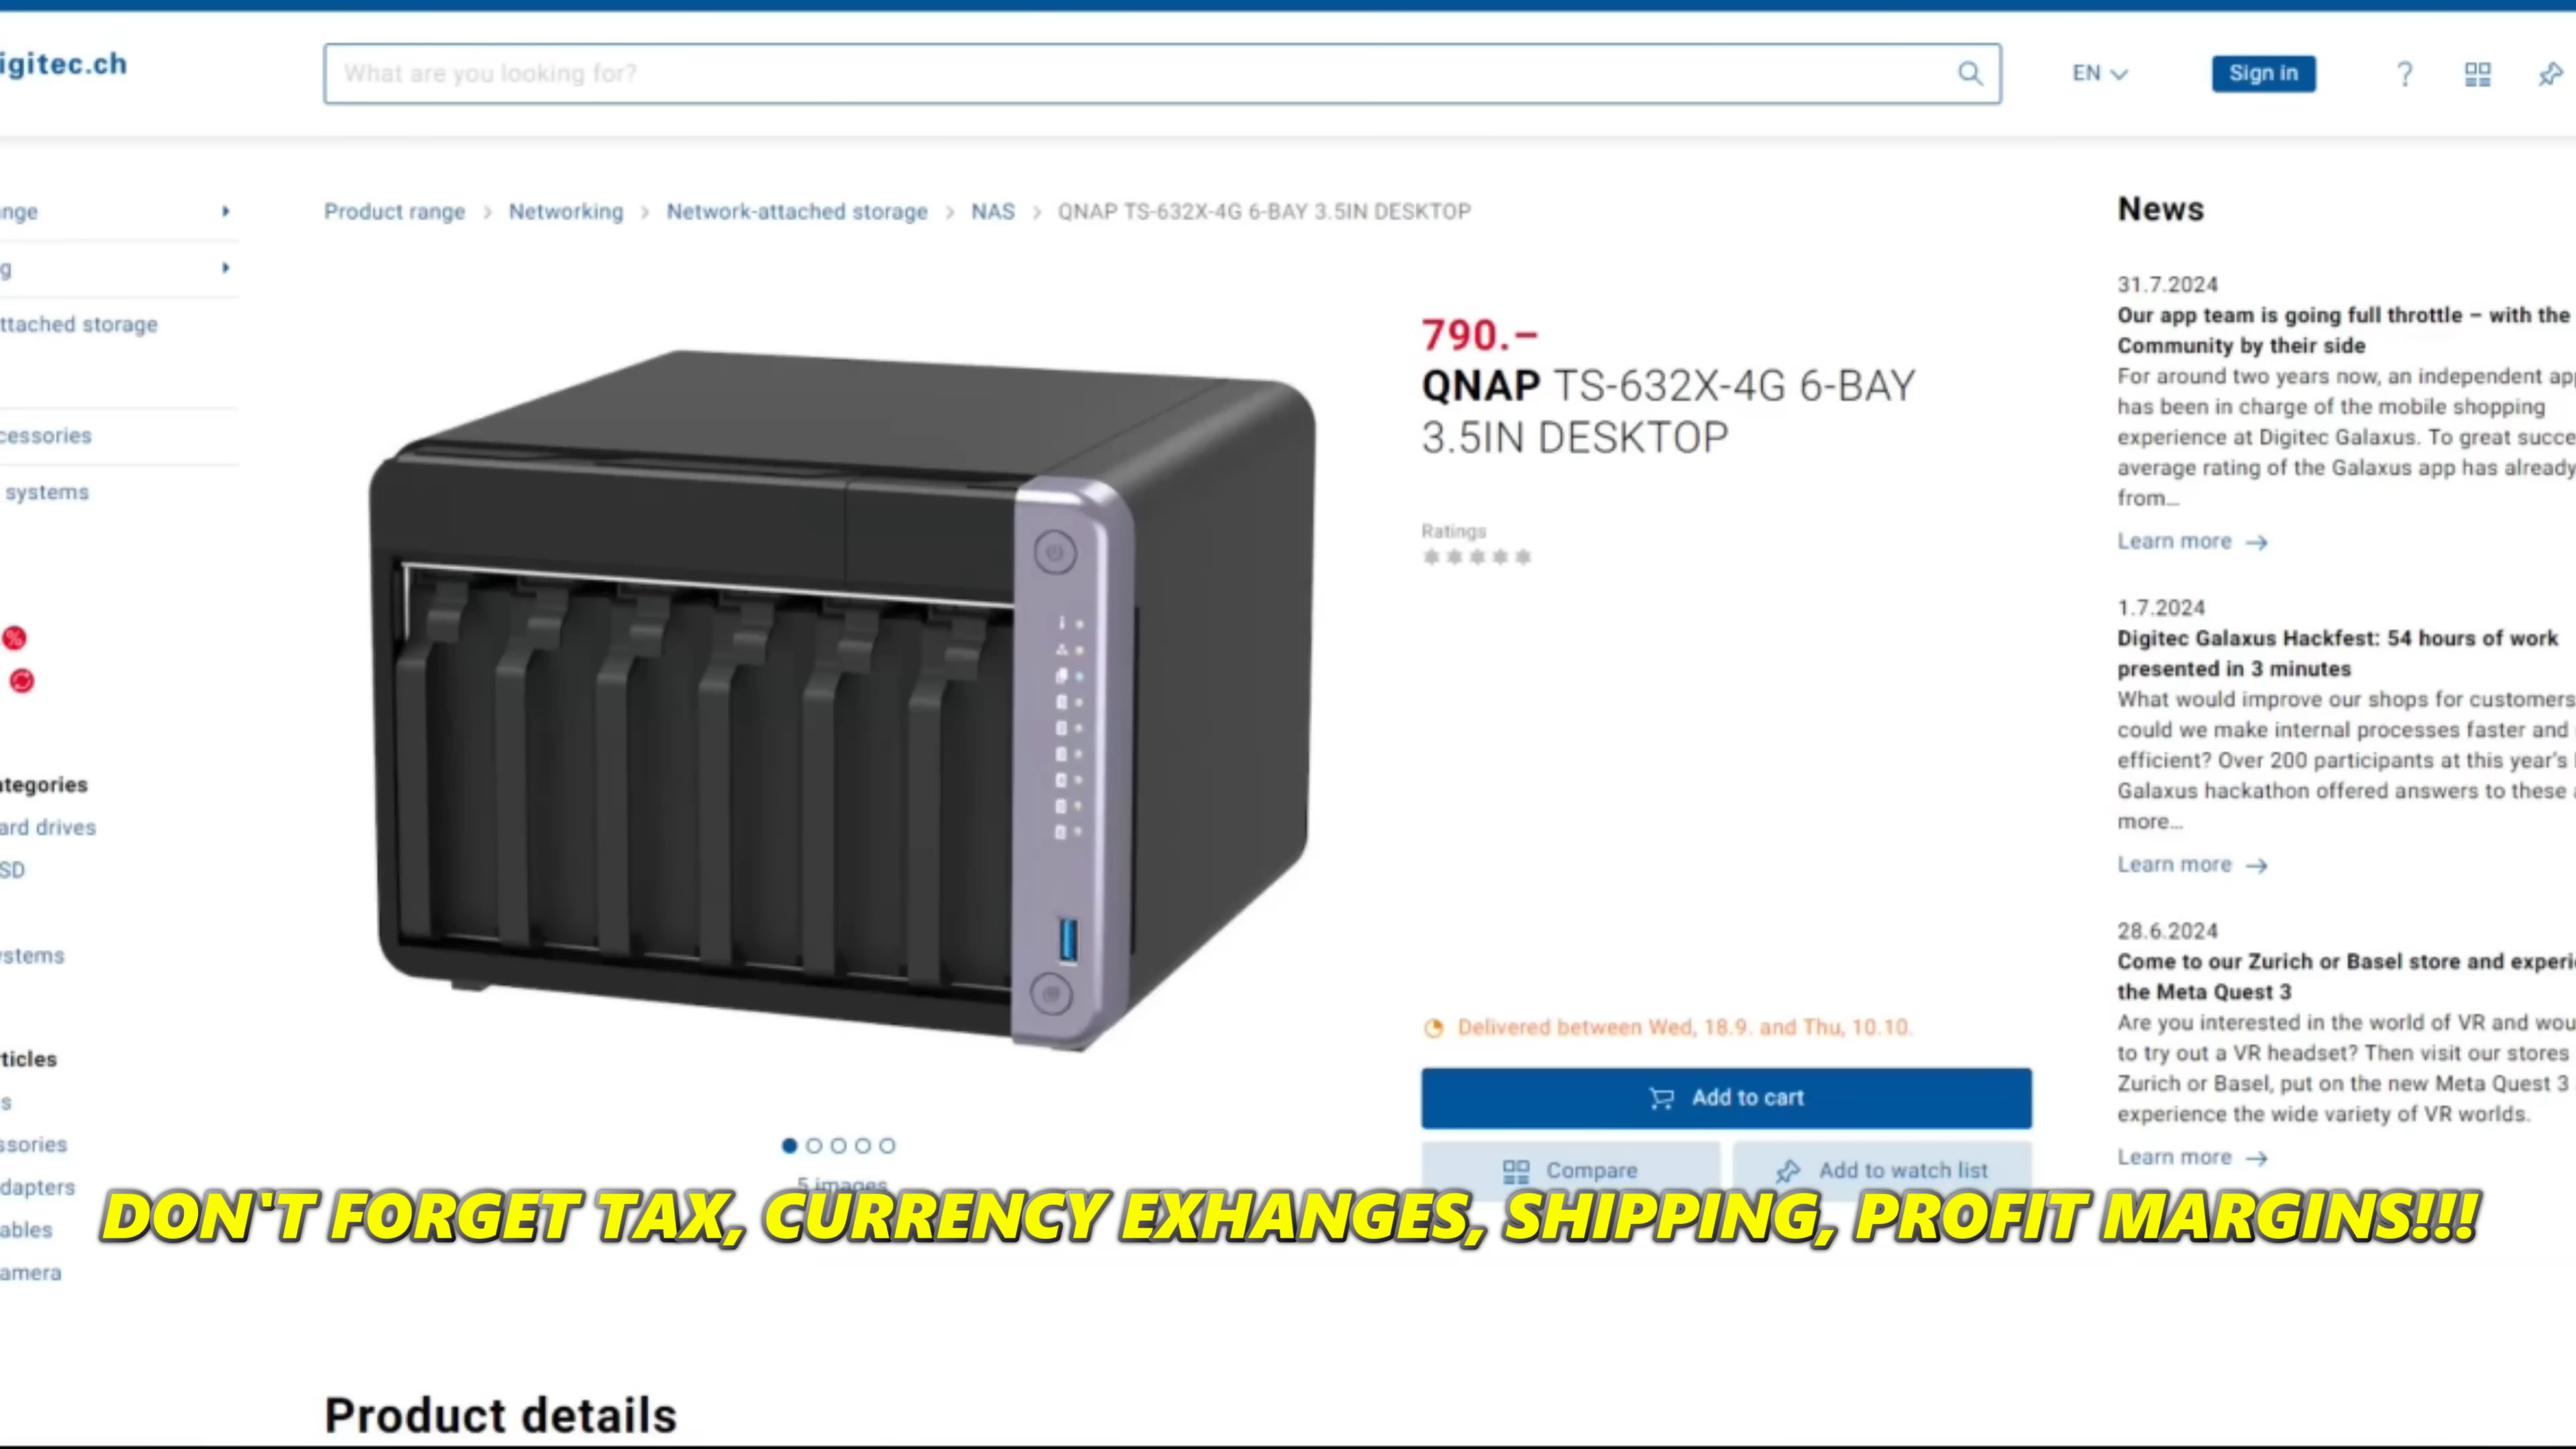 igitec.ch
What are you looking for?
EN
Sign in
?
nge
g
ttached storage
cessories
systems
%
ategories
ard drives
SD
stems
ticles
s
ssories
dapters
ables
amera
Product range > Networking > Network-attached storage > NAS > QNAP TS-632X-4G 6-BAY 3.5IN DESKTOP
790.–
QNAP TS-632X-4G 6-BAY
3.5IN DESKTOP
Ratings
Delivered between Wed, 18.9. and Thu, 10.10.
Add to cart
Compare
Add to watch list
5 images
News
31.7.2024
Our app team is going full throttle – with the
Community by their side
For around two years now, an independent ap
has been in charge of the mobile shopping
experience at Digitec Galaxus. To great succe
average rating of the Galaxus app has already
from...
Learn more →
1.7.2024
Digitec Galaxus Hackfest: 54 hours of work
presented in 3 minutes
What would improve our shops for customers
could we make internal processes faster and
efficient? Over 200 participants at this year's
Galaxus hackathon offered answers to these a
more...
Learn more →
28.6.2024
Come to our Zurich or Basel store and experi
the Meta Quest 3
Are you interested in the world of VR and wou
to try out a VR headset? Then visit our stores
Zurich or Basel, put on the new Meta Quest 3
experience the wide variety of VR worlds.
Learn more →
DON'T FORGET TAX, CURRENCY EXHANGES, SHIPPING, PROFIT MARGINS!!!
Product details